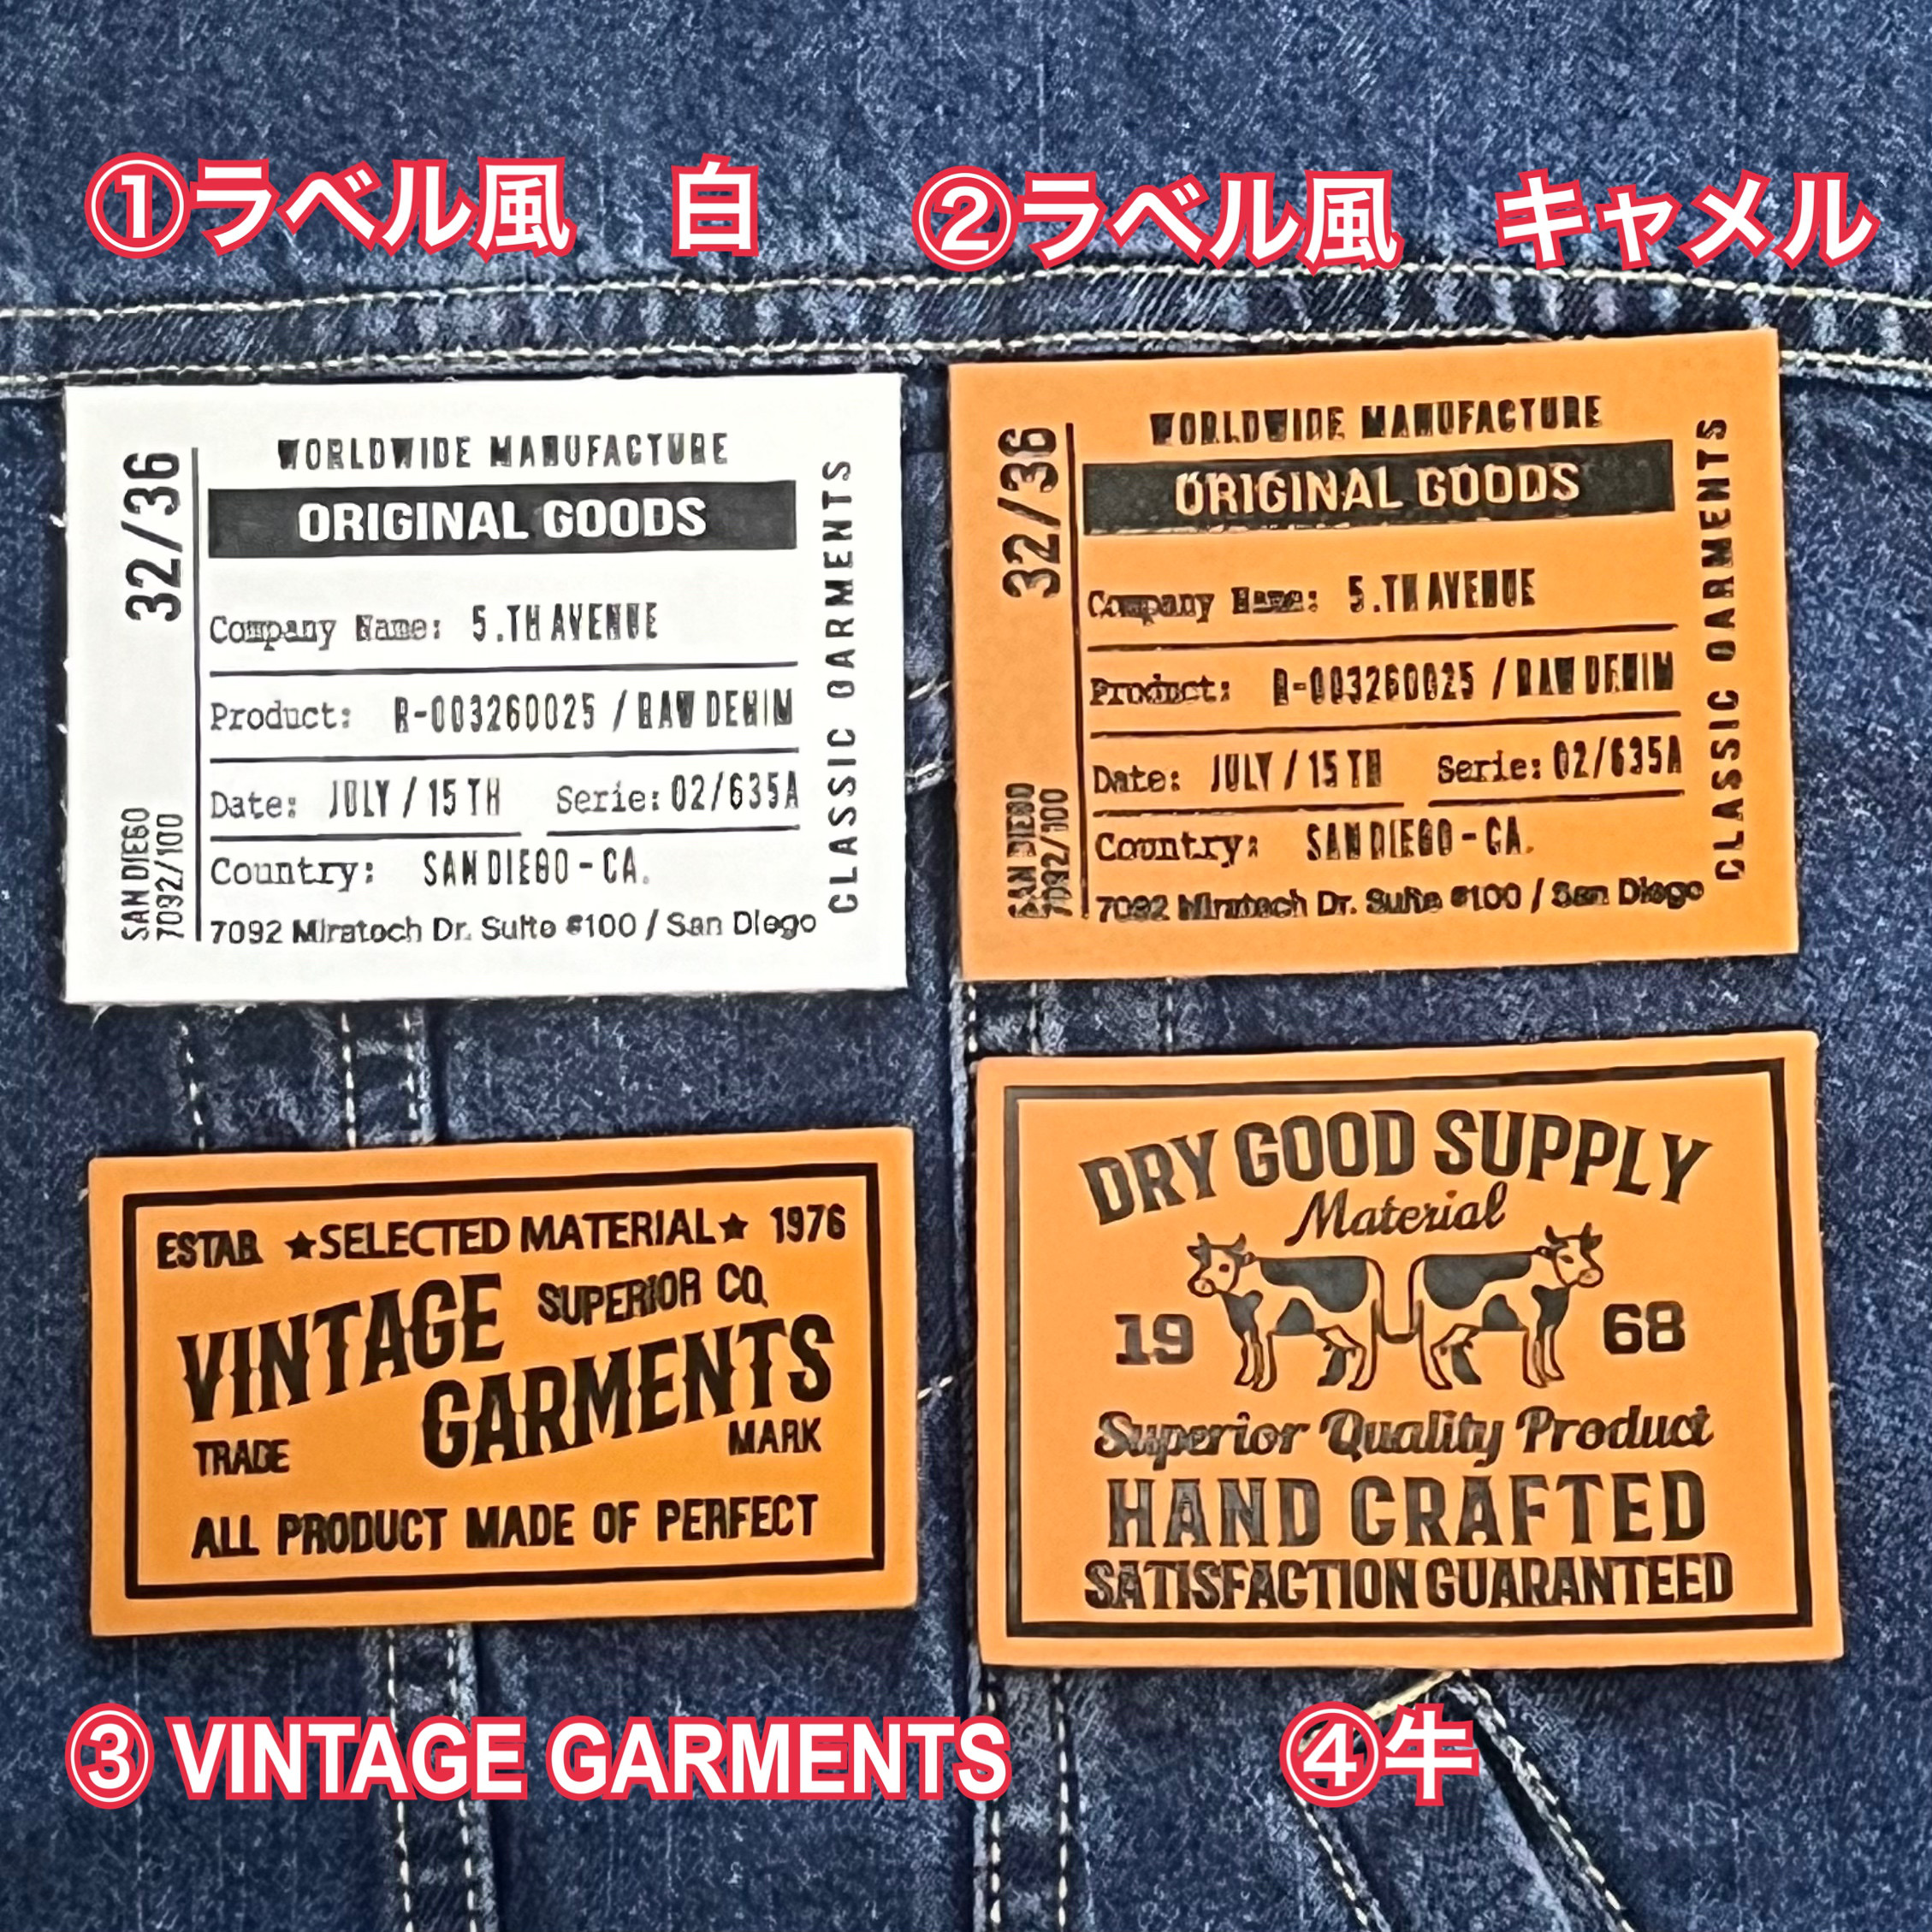 ①ラベル風 白
②ラベル風 キャメル
32/36
SAN DIEGO
7092/100
WORLDWIDE MANUFACTURE
ORIGINAL GOODS
Company Name: 5.TH AVENUE
Product: R-003260025 / RAW DENIM
Date: JULY / 15 TH Serie: 02/635A
Country: SAN DIEGO - CA.
7092 Miratech Dr. Suite #100 / San Diego
CLASSIC GARMENTS
32/36
SAN DIEGO
7092/100
WORLDWIDE MANUFACTURE
ORIGINAL GOODS
Company Name: 5.TH AVENUE
Product: R-003260025 / RAW DENIM
Date: JULY / 15 TH Serie: 02/635A
Country: SAN DIEGO - CA.
7092 Miratech Dr. Suite #100 / San Diego
CLASSIC GARMENTS
ESTAB ★SELECTED MATERIAL★ 1976
VINTAGE SUPERIOR CO.
GARMENTS
TRADE MARK
ALL PRODUCT MADE OF PERFECT
DRY GOOD SUPPLY
Material
19 68
Superior Quality Product
HAND CRAFTED
SATISFACTION GUARANTEED
③ VINTAGE GARMENTS
④牛